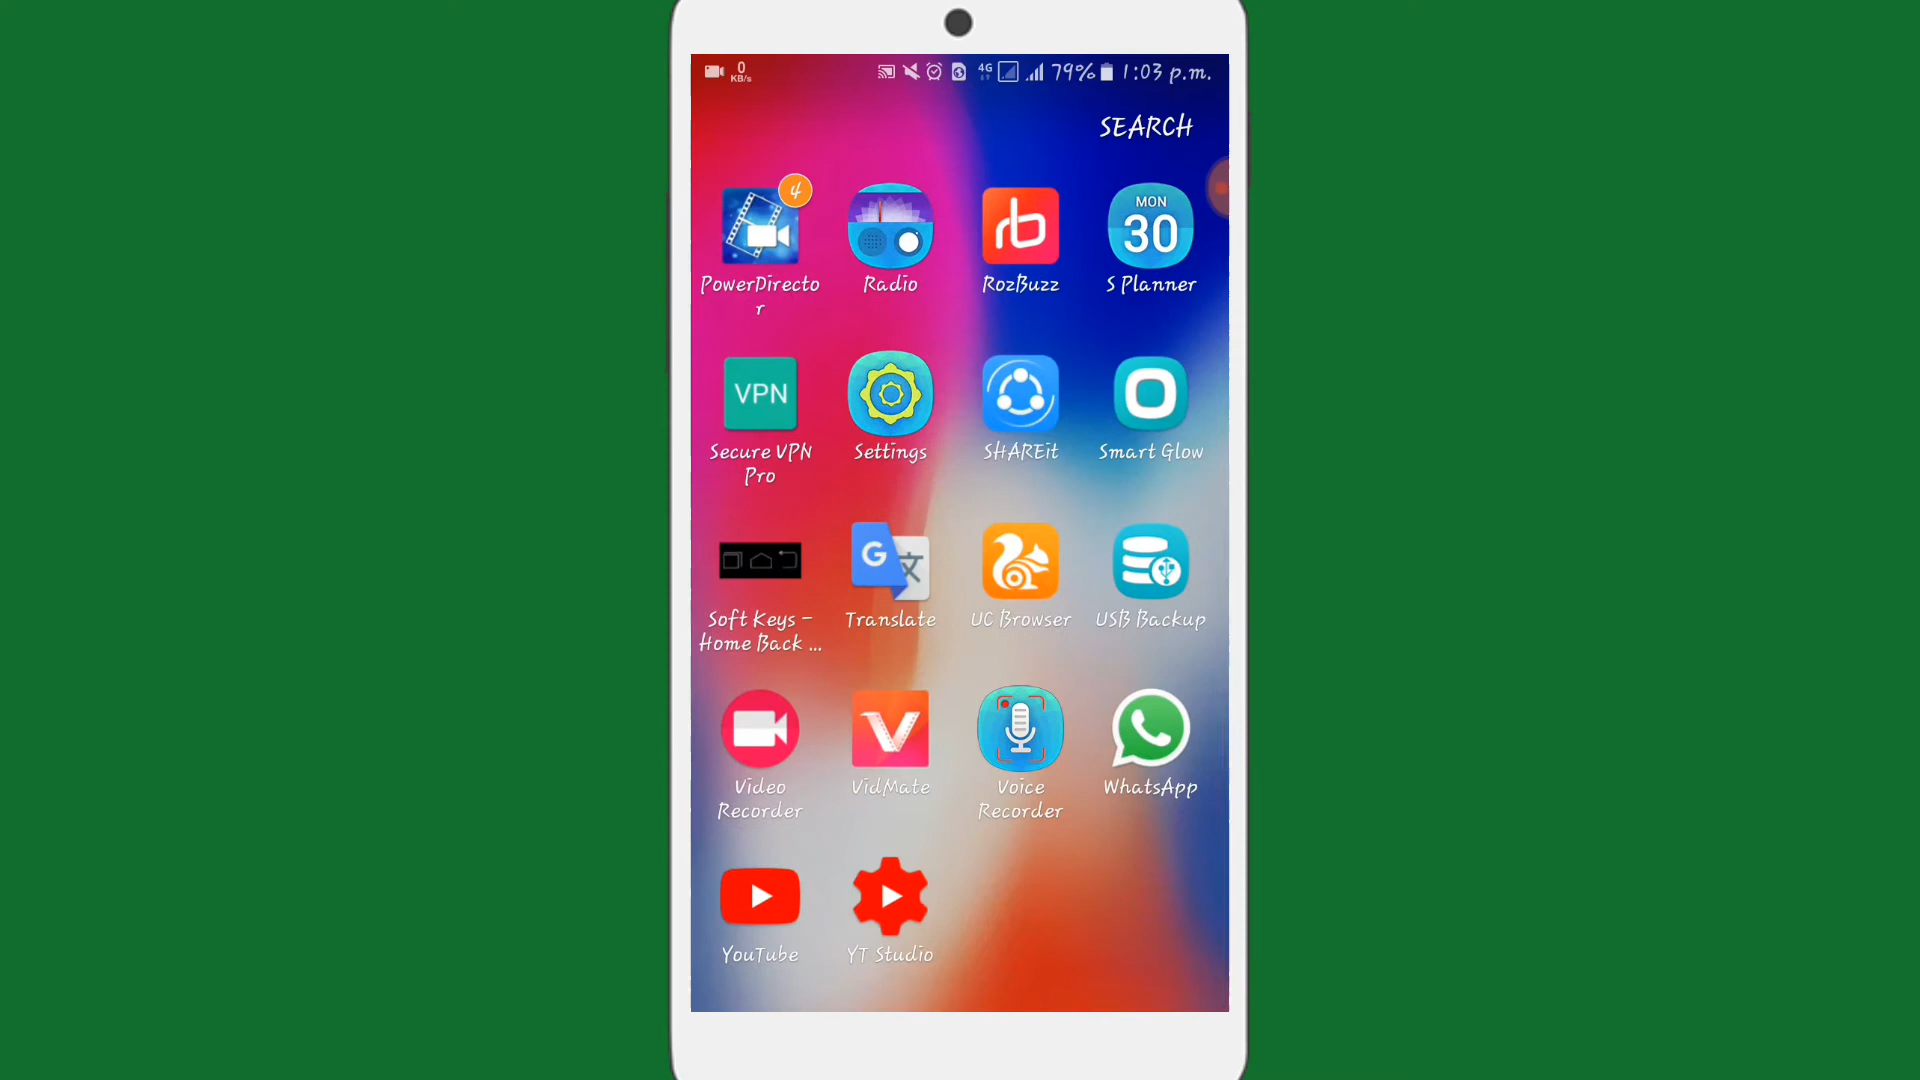 0
KB/s
4G
79%
1:03 p.m.
SEARCH
4
MON
30
PowerDirecto
r
Radio
RozBuzz
S Planner
VPN
Secure VPN
Pro
Settings
SHAREit
Smart Glow
G
文
Soft Keys -
Home Back ...
Translate
UC Browser
USB Backup
Video
Recorder
VidMate
Voice
Recorder
WhatsApp
YouTube
YT Studio